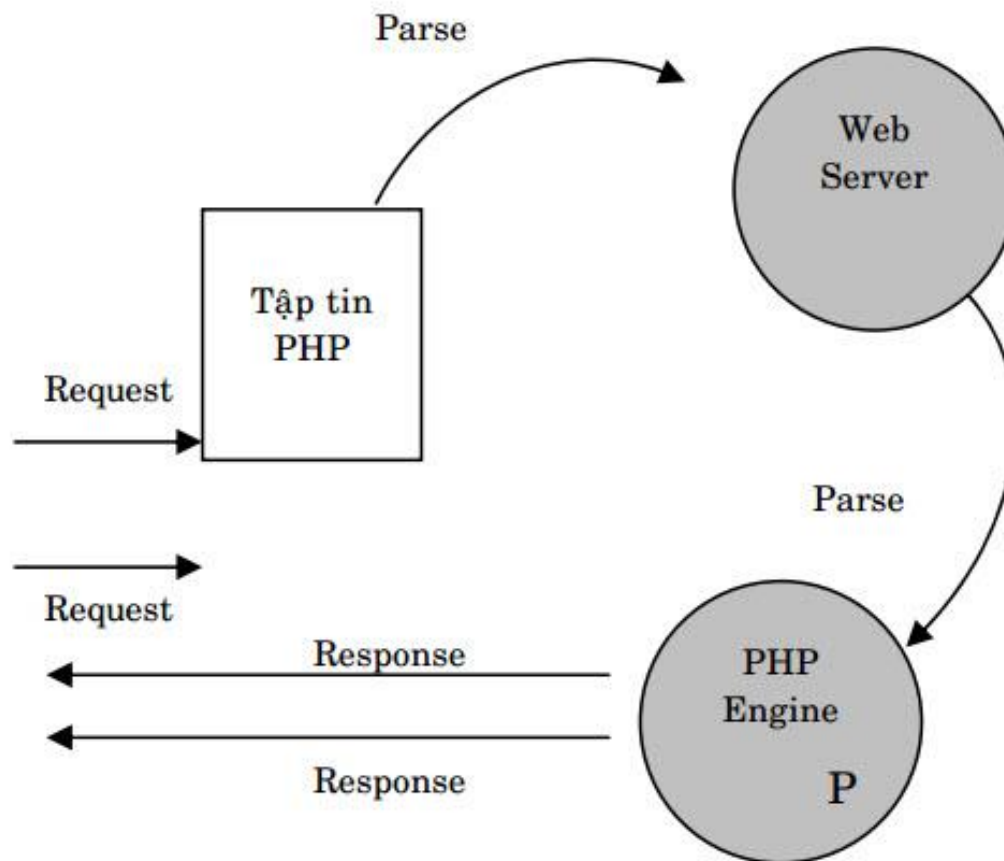 Parse
Web
Server
Tập tin
PHP
Request
Parse
Request
Response
PHP
Engine
P
Response